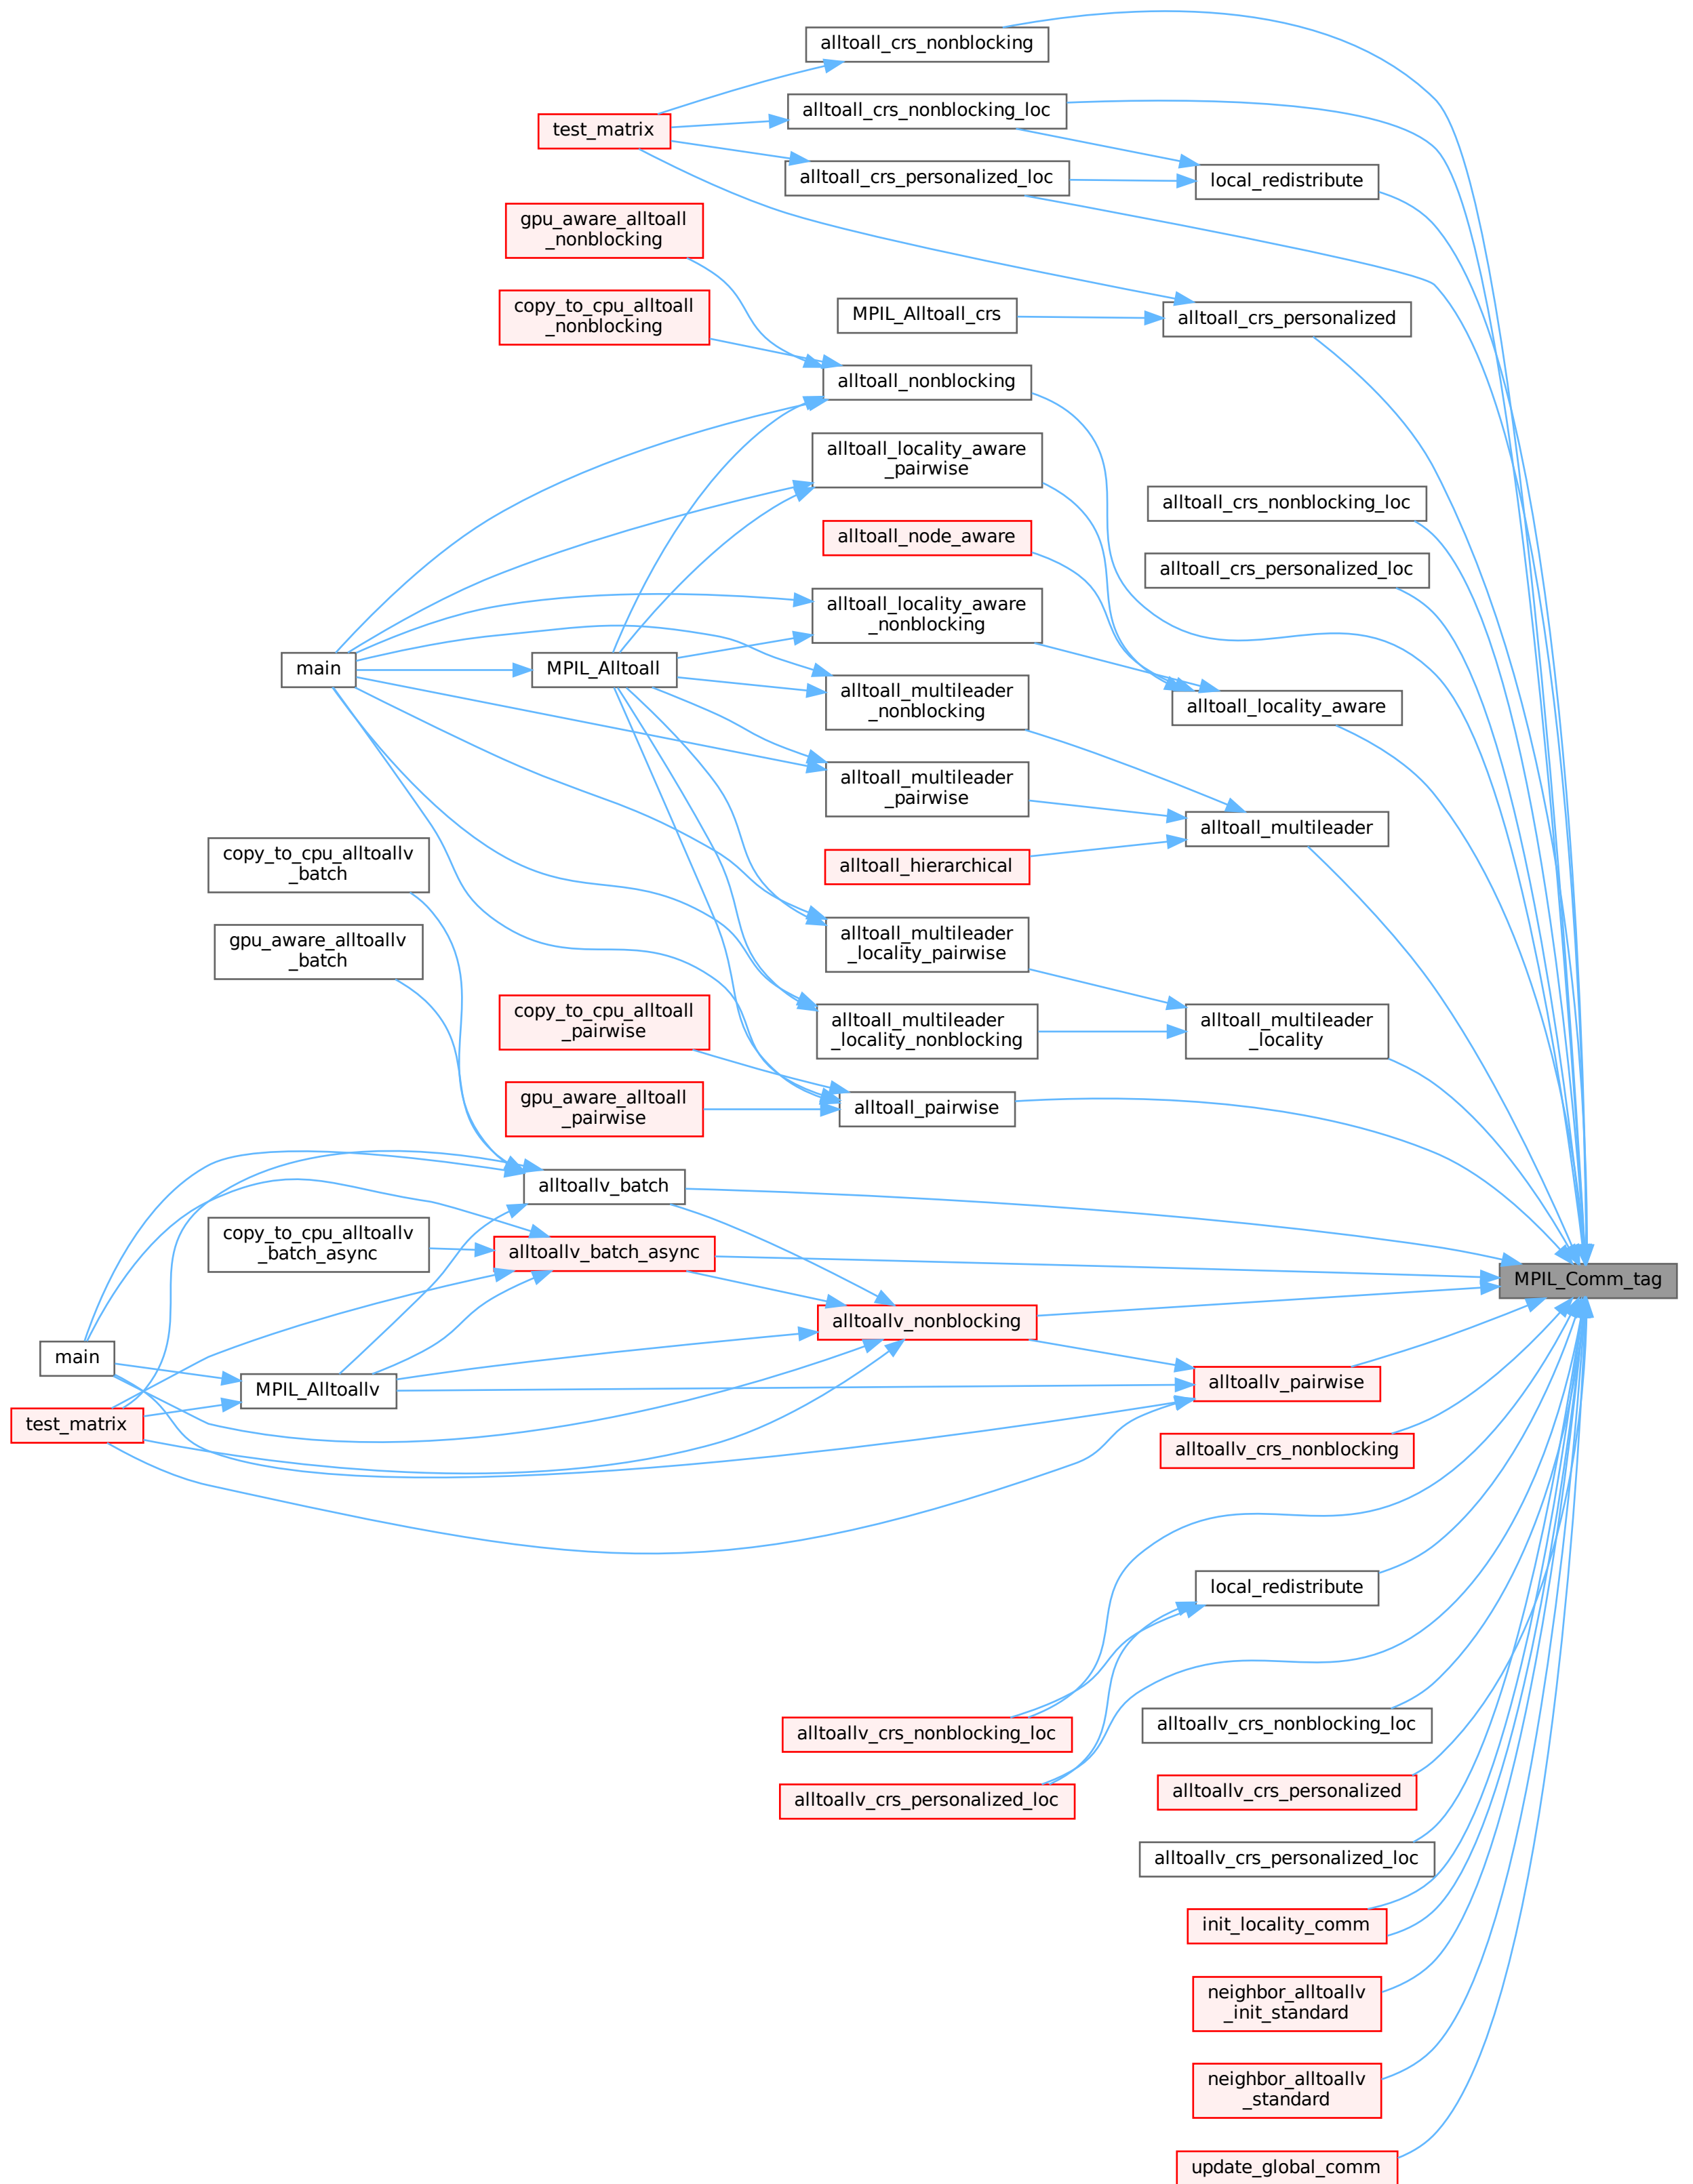 alltoall_crs_nonblocking
alltoall_crs_nonblocking_loc
test_matrix
alltoall_crs_personalized_loc
local_redistribute
gpu_aware_alltoall
_nonblocking
copy_to_cpu_alltoall
_nonblocking
MPIL_Alltoall_crs
alltoall_crs_personalized
alltoall_nonblocking
alltoall_locality_aware
_pairwise
alltoall_crs_nonblocking_loc
alltoall_node_aware
alltoall_crs_personalized_loc
alltoall_locality_aware
_nonblocking
main
MPIL_Alltoall
alltoall_multileader
_nonblocking
alltoall_locality_aware
alltoall_multileader
_pairwise
alltoall_multileader
copy_to_cpu_alltoallv
_batch
alltoall_hierarchical
gpu_aware_alltoallv
_batch
alltoall_multileader
_locality_pairwise
copy_to_cpu_alltoall
_pairwise
alltoall_multileader
_locality_nonblocking
alltoall_multileader
_locality
gpu_aware_alltoall
_pairwise
alltoall_pairwise
alltoallv_batch
copy_to_cpu_alltoallv
_batch_async
alltoallv_batch_async
MPIL_Comm_tag
alltoallv_nonblocking
main
MPIL_Alltoallv
alltoallv_pairwise
test_matrix
alltoallv_crs_nonblocking
local_redistribute
alltoallv_crs_nonblocking_loc
alltoallv_crs_nonblocking_loc
alltoallv_crs_personalized_loc
alltoallv_crs_personalized
alltoallv_crs_personalized_loc
init_locality_comm
neighbor_alltoallv
_init_standard
neighbor_alltoallv
_standard
update_global_comm